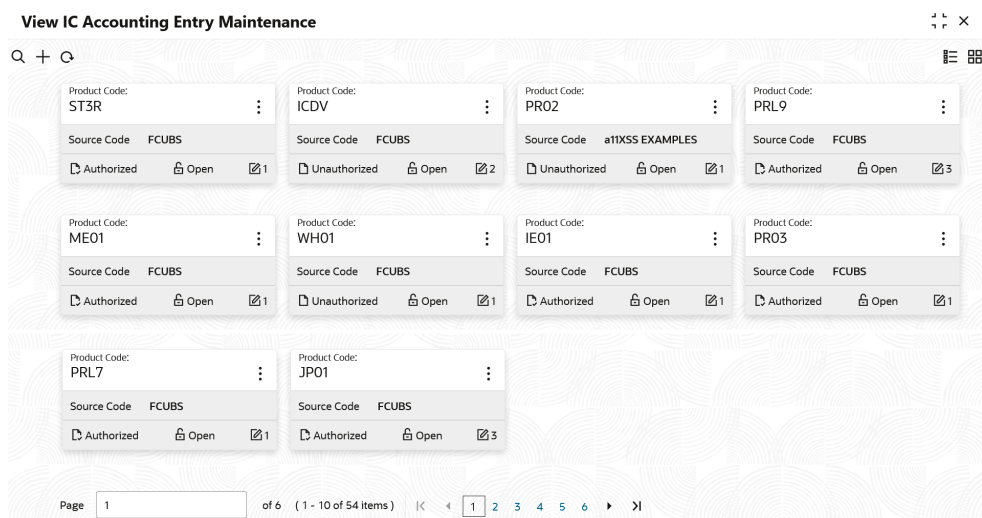 View IC Accounting Entry Maintenance
Product Code: Product Code: Product Code: Product Code:
ST3R ICDV PR02 PRL9
Source Code FCUBS Source Code FCUBS Source Code a11XSS EXAMPLES Source Code FCUBS
Authorized Open 1 Unauthorized Open 2 Unauthorized Open 1 Authorized Open 3
Product Code: Product Code: Product Code: Product Code:
ME01 WH01 IE01 PR03
Source Code FCUBS Source Code FCUBS Source Code FCUBS Source Code FCUBS
Authorized Open 1 Unauthorized Open 1 Authorized Open 1 Authorized Open 1
Product Code: Product Code:
PRL7 JP01
Source Code FCUBS Source Code FCUBS
Authorized Open 1 Authorized Open 3
Page 1 of 6 (1 - 10 of 54 items) 1 2 3 4 5 6